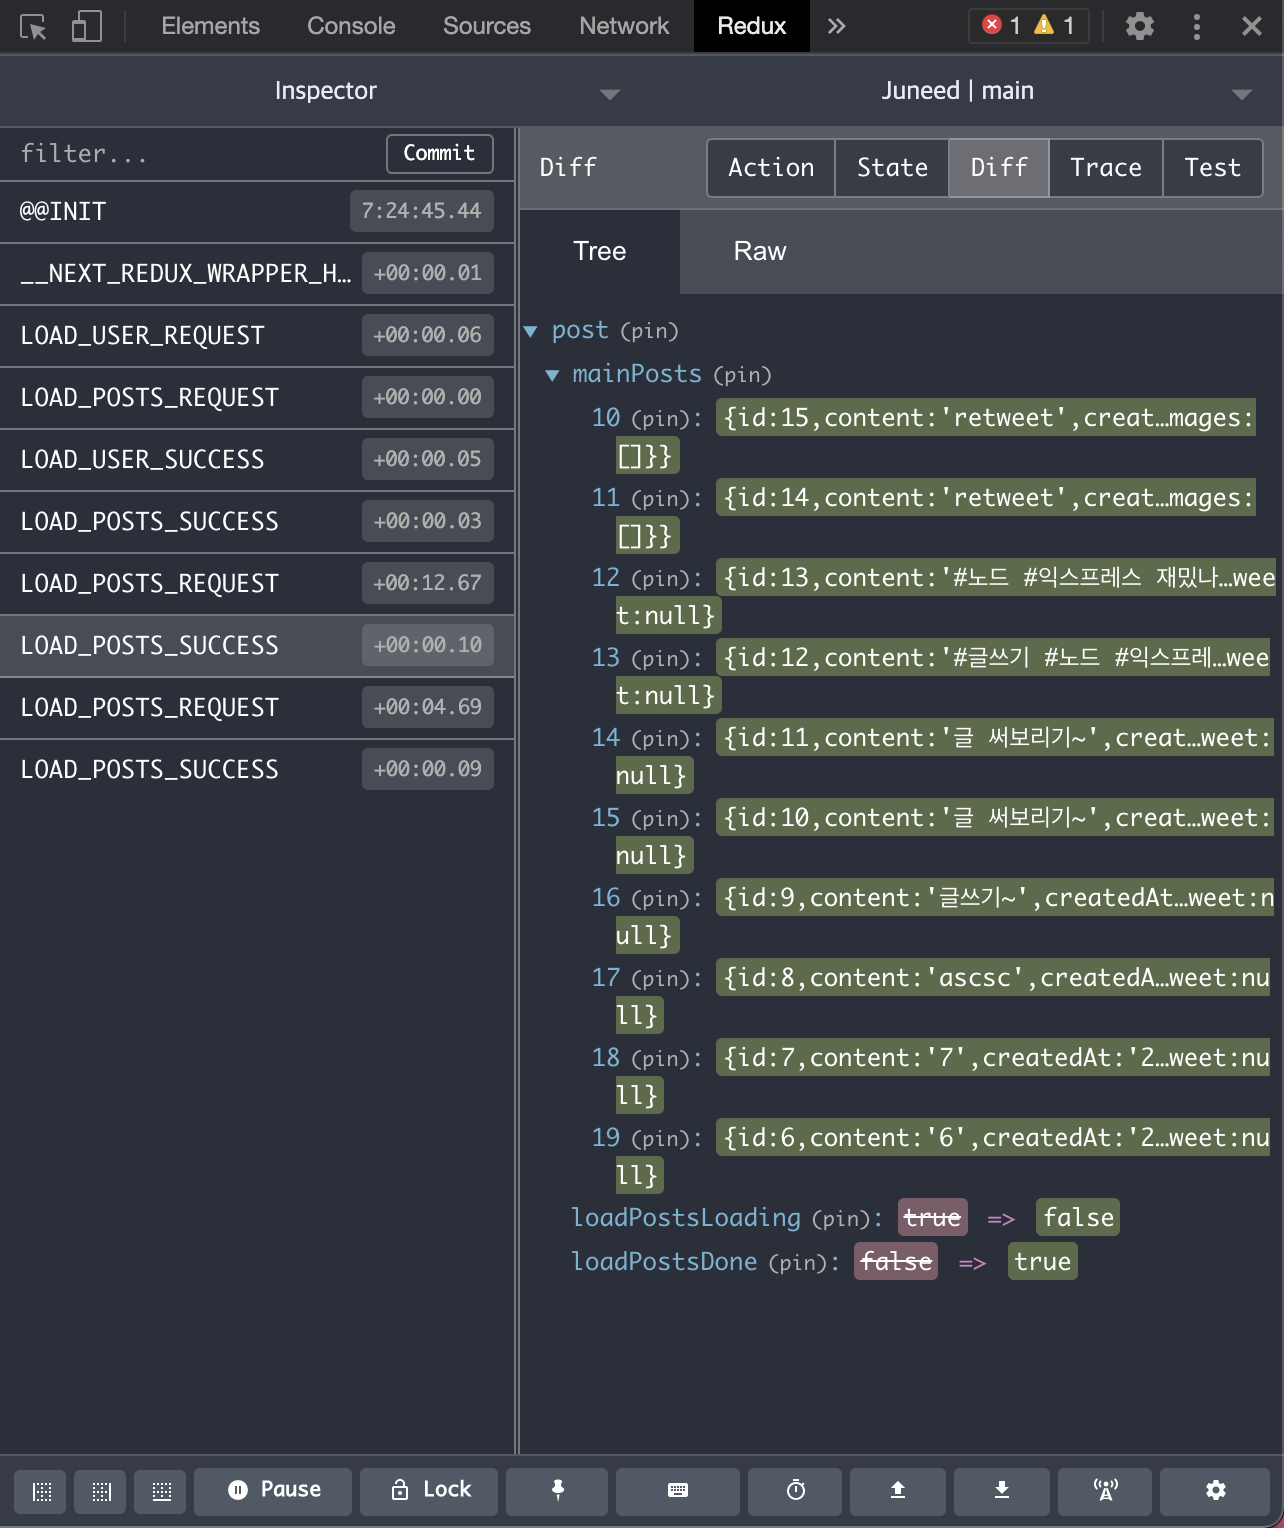 Elements Console Sources Network Redux » 1 1
Inspector Juneed | main
filter... Commit
@@INIT 7:24:45.44
__NEXT_REDUX_WRAPPER_H… +00:00.01
LOAD_USER_REQUEST +00:00.06
LOAD_POSTS_REQUEST +00:00.00
LOAD_USER_SUCCESS +00:00.05
LOAD_POSTS_SUCCESS +00:00.03
LOAD_POSTS_REQUEST +00:12.67
LOAD_POSTS_SUCCESS +00:00.10
LOAD_POSTS_REQUEST +00:04.69
LOAD_POSTS_SUCCESS +00:00.09
Diff Action State Diff Trace Test
Tree Raw
post (pin)
mainPosts (pin)
10 (pin): {id:15,content:'retweet',creat…mages:
[]}}
11 (pin): {id:14,content:'retweet',creat…mages:
[]}}
12 (pin): {id:13,content:'#노드 #익스프레스 재밌나…wee
t:null}
13 (pin): {id:12,content:'#글쓰기 #노드 #익스프레…wee
t:null}
14 (pin): {id:11,content:'글 써보리기~',creat…weet:
null}
15 (pin): {id:10,content:'글 써보리기~',creat…weet:
null}
16 (pin): {id:9,content:'글쓰기~',createdAt…weet:n
ull}
17 (pin): {id:8,content:'ascsc',createdA…weet:nu
ll}
18 (pin): {id:7,content:'7',createdAt:'2…weet:nu
ll}
19 (pin): {id:6,content:'6',createdAt:'2…weet:nu
ll}
loadPostsLoading (pin): true => false
loadPostsDone (pin): false => true
Pause Lock